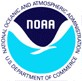 NATIONAL OCEANIC AND ATMOSPHERIC ADMINISTRATION
NOAA
U.S. DEPARTMENT OF COMMERCE